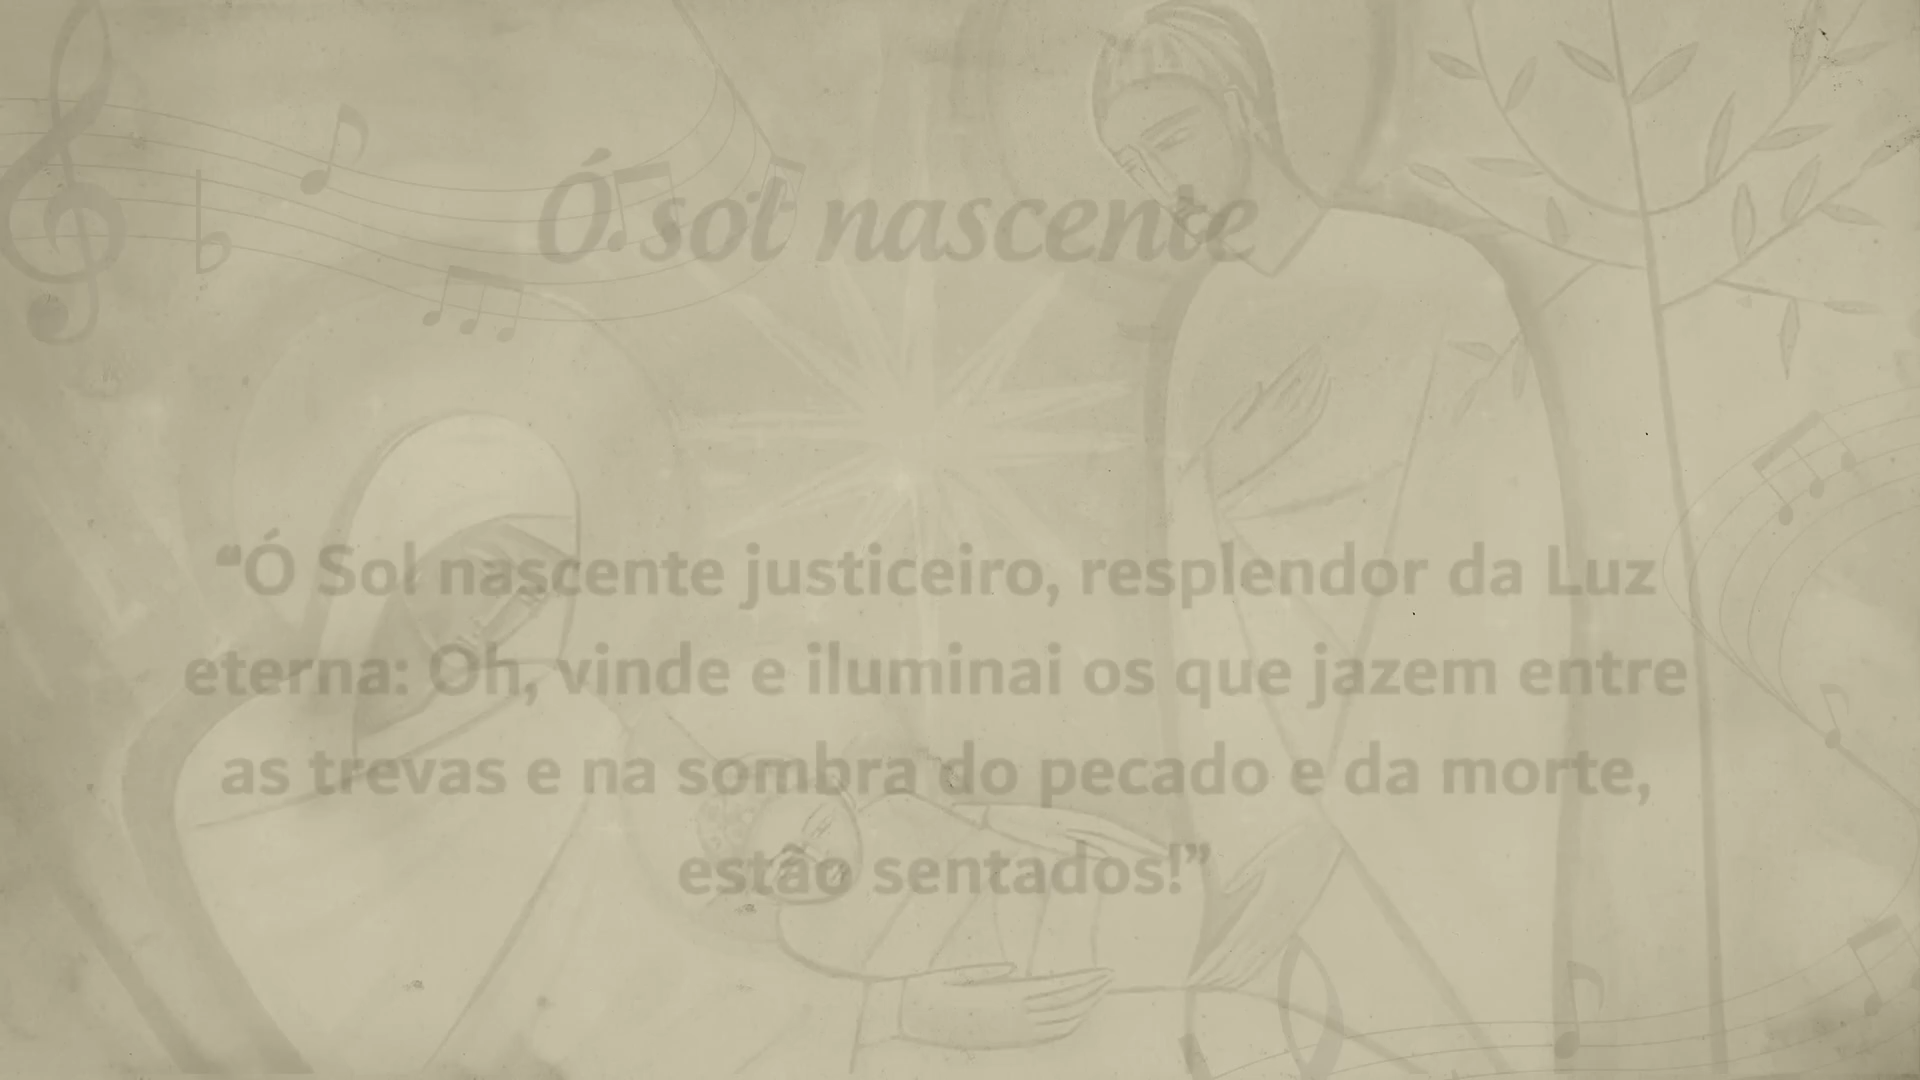 Ó sol nascente
“Ó Sol nascente justiceiro, resplendor da Luz
eterna: Oh, vinde e iluminai os que jazem entre
as trevas e na sombra do pecado e da morte,
estão sentados!”